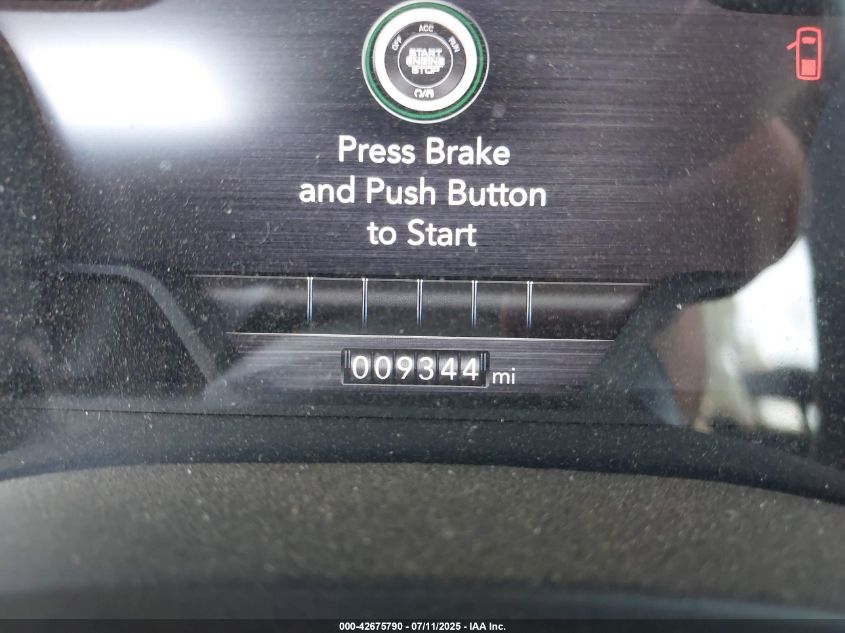 OFF ACC RUN
START
ENGINE
STOP
Press Brake
and Push Button
to Start
009344 mi
000-42675790 - 07/11/2025 - IAA Inc.